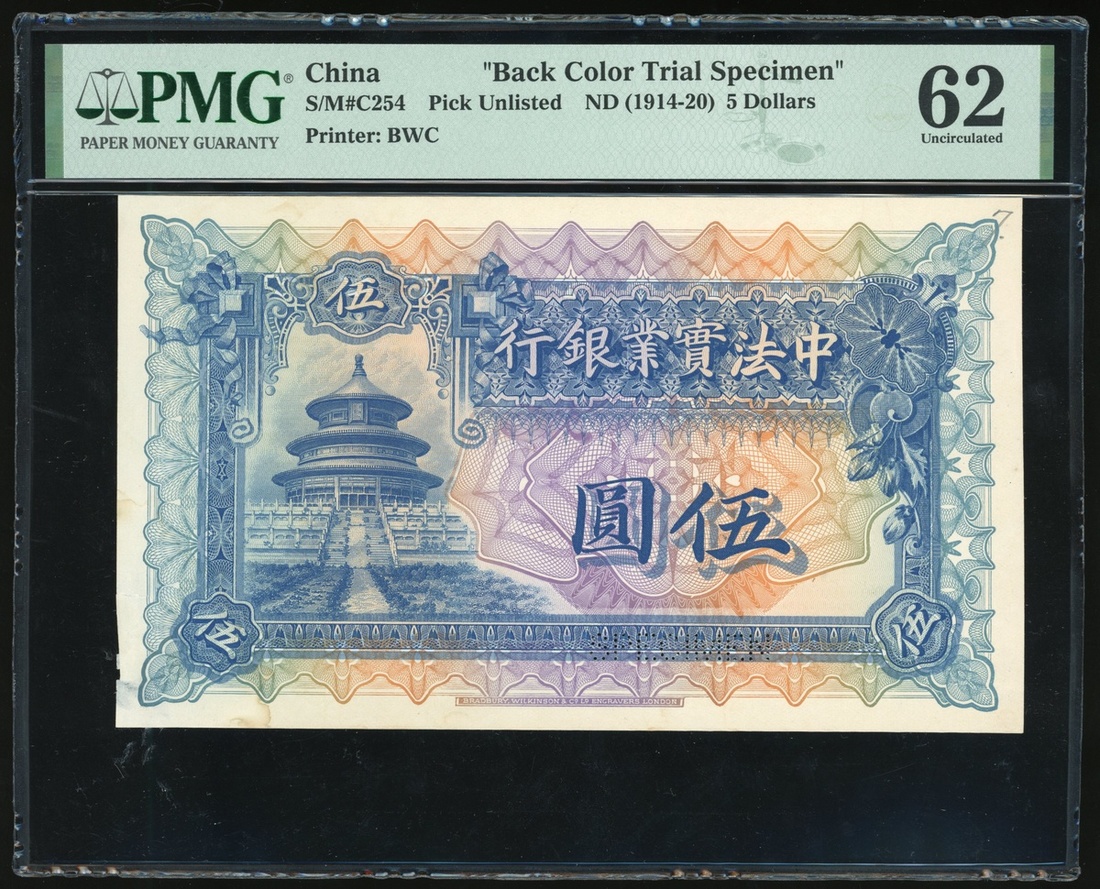 PMG®
PAPER MONEY GUARANTY
China "Back Color Trial Specimen"
S/M#C254 Pick Unlisted ND (1914-20) 5 Dollars
Printer: BWC
62
Uncirculated
7
伍
中法實業銀行
伍圓
伍
伍
BRADBURY, WILKINSON & Co. Ld. ENGRAVERS LONDON